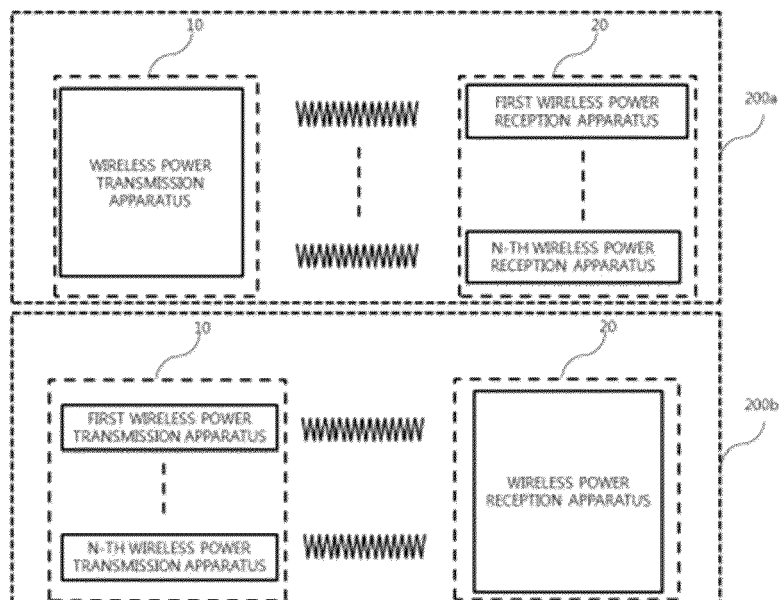 10
20
200a
WIRELESS POWER
TRANSMISSION
APPARATUS
FIRST WIRELESS POWER
RECEPTION APPARATUS
N-TH WIRELESS POWER
RECEPTION APPARATUS
10
20
200b
FIRST WIRELESS POWER
TRANSMISSION APPARATUS
N-TH WIRELESS POWER
TRANSMISSION APPARATUS
WIRELESS POWER
RECEPTION APPARATUS